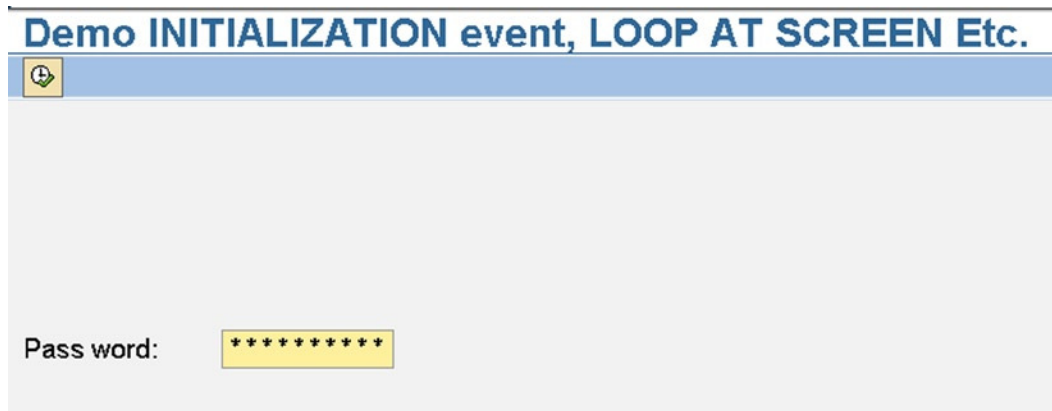 Demo INITIALIZATION event, LOOP AT SCREEN Etc.
Pass word: **********